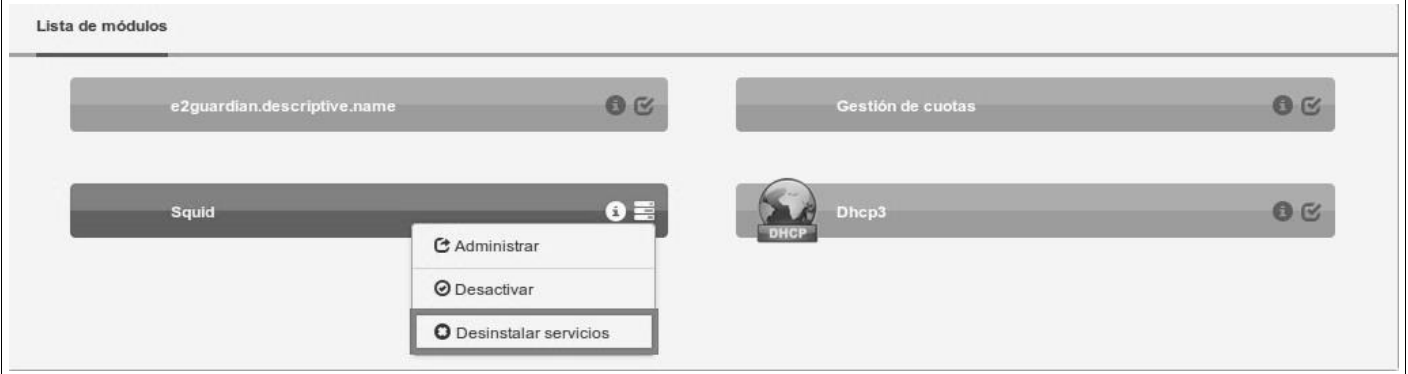 Lista de módulos
e2guardian.descriptive.name
Gestión de cuotas
Squid
Dhcp3
DHCP
Administrar
Desactivar
Desinstalar servicios